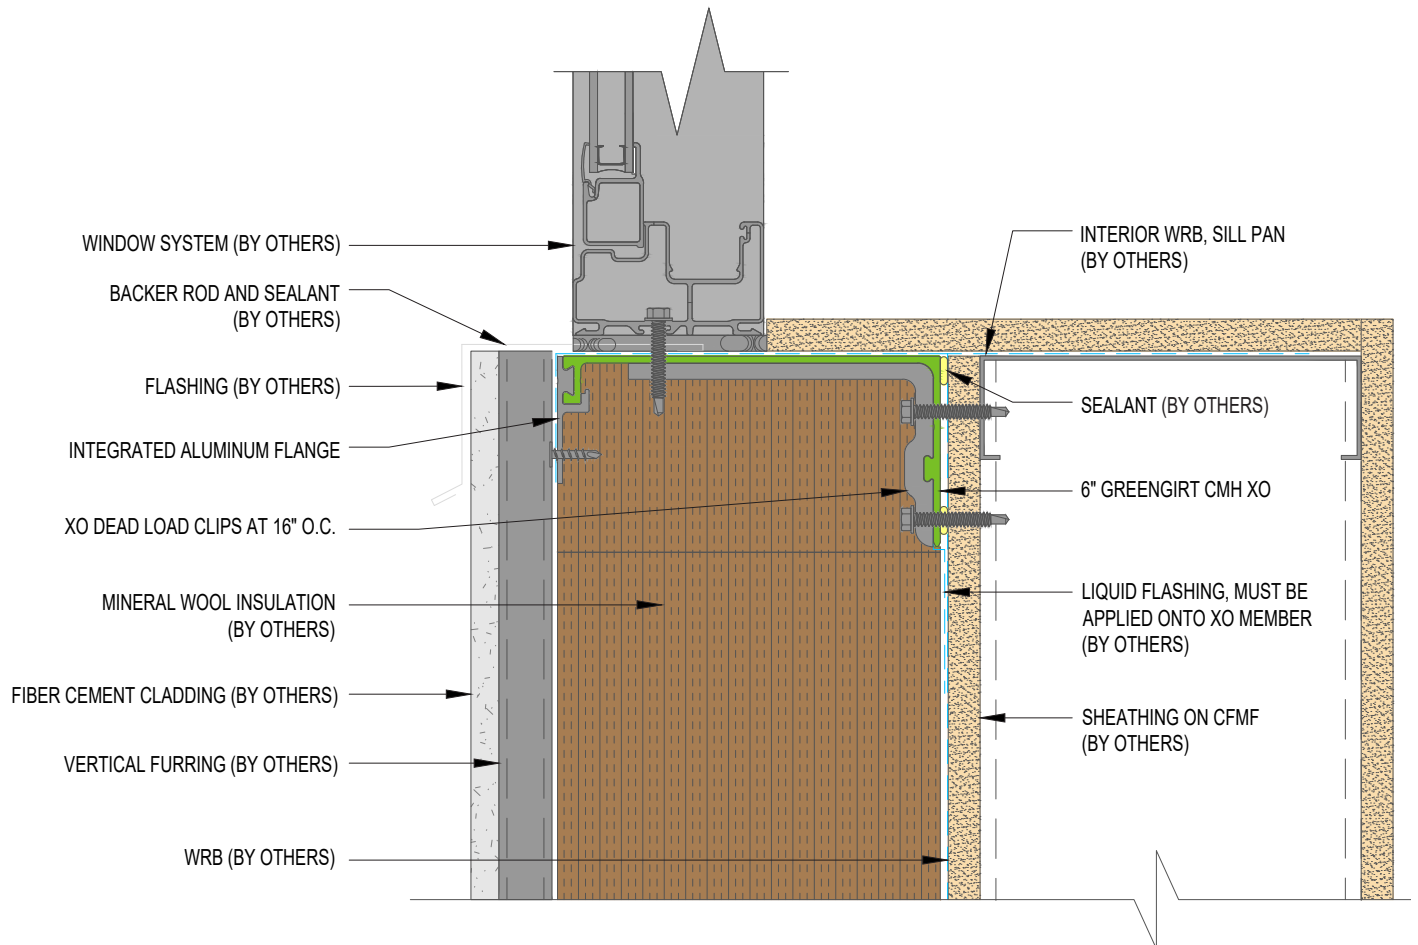 WINDOW SYSTEM (BY OTHERS)
BACKER ROD AND SEALANT
(BY OTHERS)
FLASHING (BY OTHERS)
INTEGRATED ALUMINUM FLANGE
XO DEAD LOAD CLIPS AT 16" O.C.
MINERAL WOOL INSULATION
(BY OTHERS)
FIBER CEMENT CLADDING (BY OTHERS)
VERTICAL FURRING (BY OTHERS)
WRB (BY OTHERS)
INTERIOR WRB, SILL PAN
(BY OTHERS)
SEALANT (BY OTHERS)
6" GREENGIRT CMH XO
LIQUID FLASHING, MUST BE
APPLIED ONTO XO MEMBER
(BY OTHERS)
SHEATHING ON CFMF
(BY OTHERS)